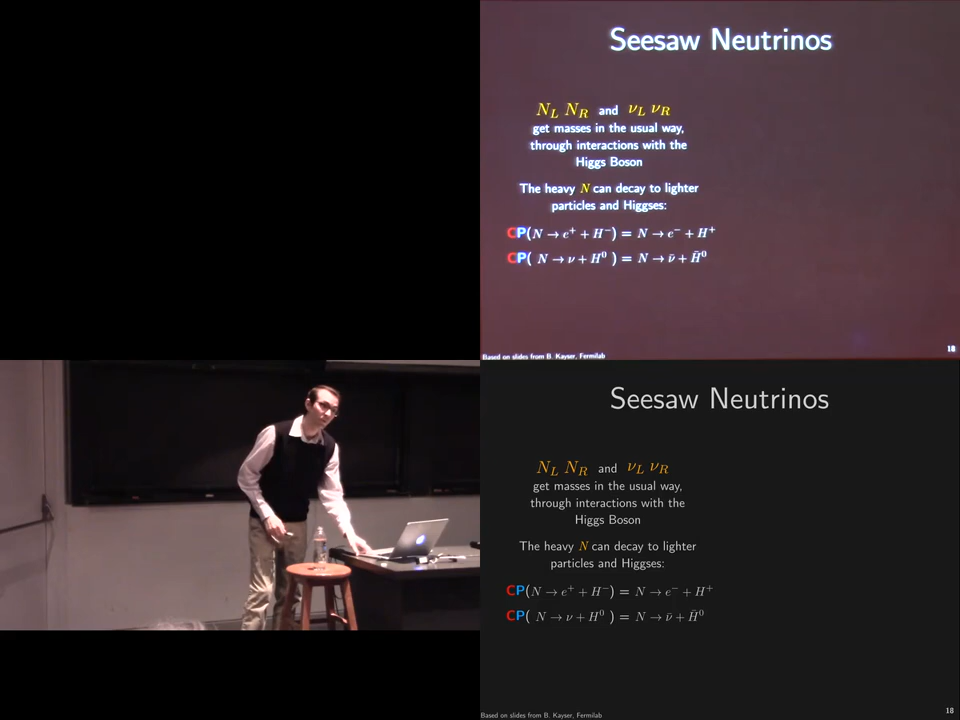 Seesaw Neutrinos
N_L N_R and ν_L ν_R
get masses in the usual way,
through interactions with the
Higgs Boson
The heavy N can decay to lighter
particles and Higgses:
CP(N → e⁺ + H⁻) = N → e⁻ + H⁺
CP( N → ν + H⁰ ) = N → ν̄ + H̄⁰
Based on slides from B. Kayser, Fermilab
18
Seesaw Neutrinos
N_L N_R and ν_L ν_R
get masses in the usual way,
through interactions with the
Higgs Boson
The heavy N can decay to lighter
particles and Higgses:
CP(N → e⁺ + H⁻) = N → e⁻ + H⁺
CP( N → ν + H⁰ ) = N → ν̄ + H̄⁰
Based on slides from B. Kayser, Fermilab
18